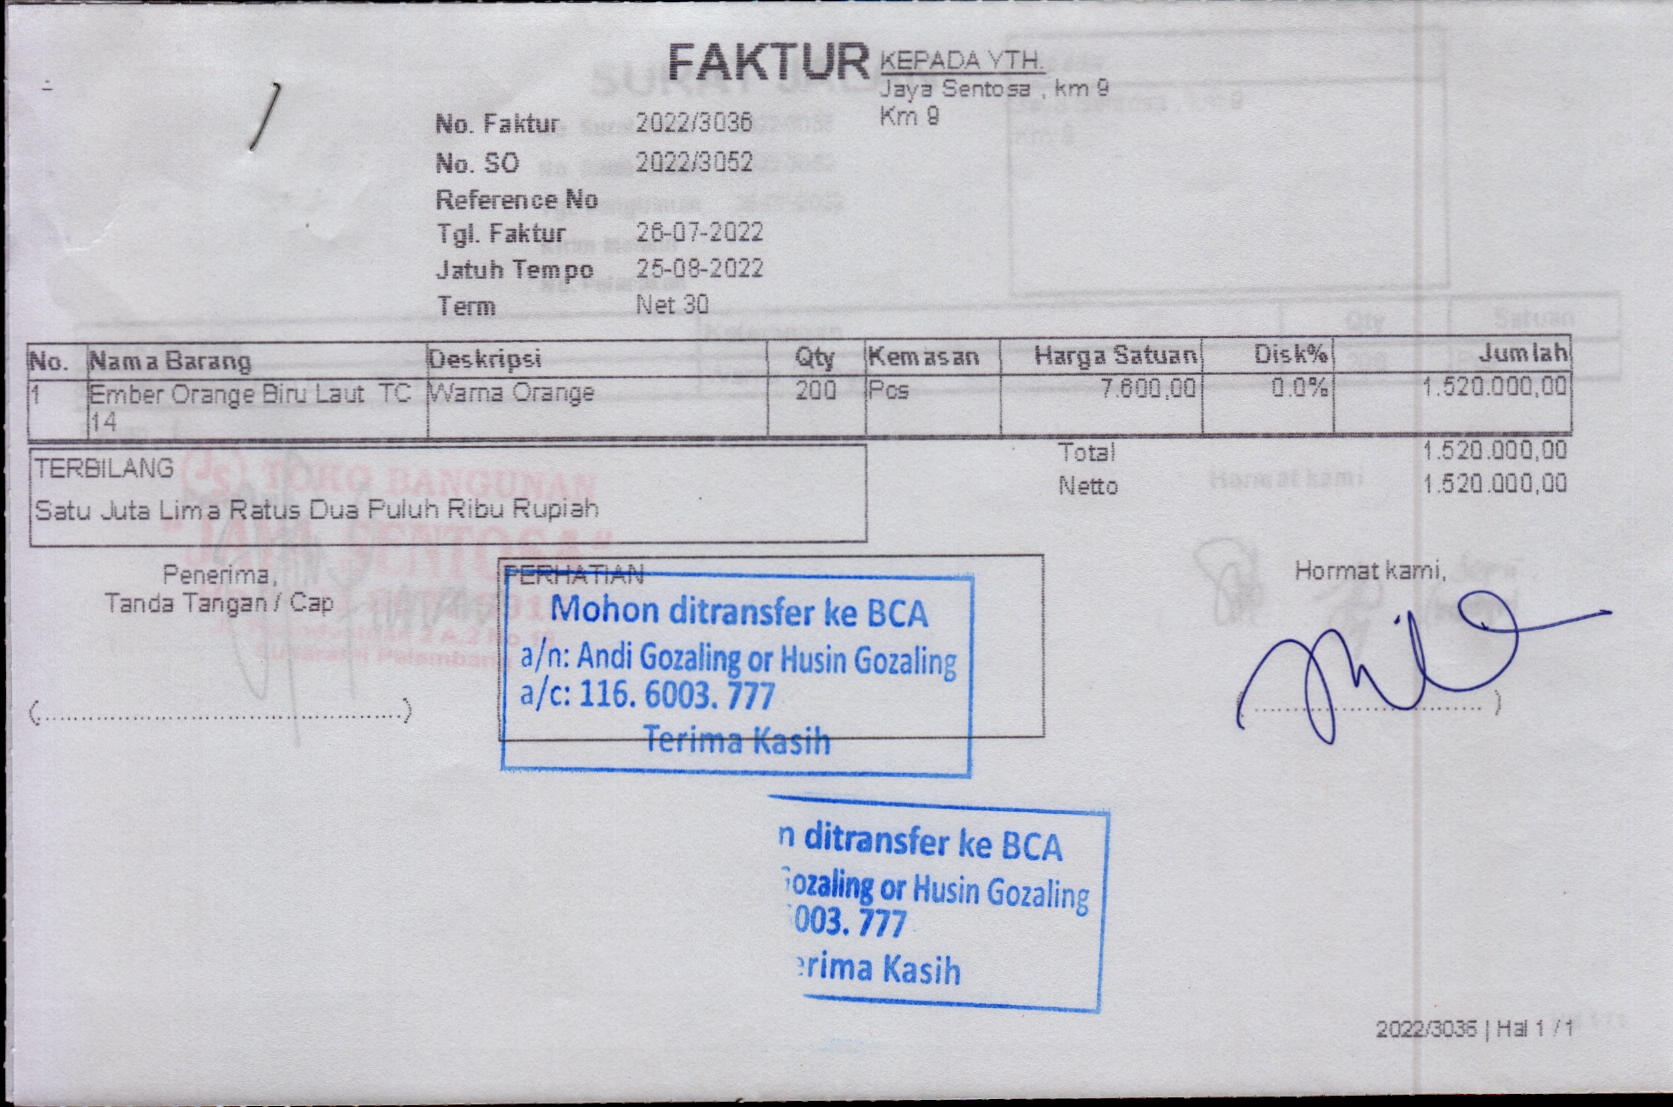 FAKTUR
KEPADA YTH.
Jaya Sentosa , km 9
Km 9
No. Faktur 2022/3036
No. SO 2022/3052
Reference No
Tgl. Faktur 26-07-2022
Jatuh Tempo 25-08-2022
Term Net 30
No. Nama Barang Deskripsi Qty Kemasan Harga Satuan Disk% Jumlah
1 Ember Orange Biru Laut TC Warna Orange 200 Pcs 7.600,00 0.0% 1.520.000,00
14
Total 1.520.000,00
Netto 1.520.000,00
TERBILANG
Satu Juta Lima Ratus Dua Puluh Ribu Rupiah
Penerima,
Tanda Tangan / Cap
PERHATIAN
Mohon ditransfer ke BCA
a/n: Andi Gozaling or Husin Gozaling
a/c: 116. 6003. 777
Terima Kasih
Hormat kami,
n ditransfer ke BCA
ozaling or Husin Gozaling
003. 777
erima Kasih
TOKO BANGUNAN
"JAYA SENTOSA"
2022/3036 | Hal 1 / 1